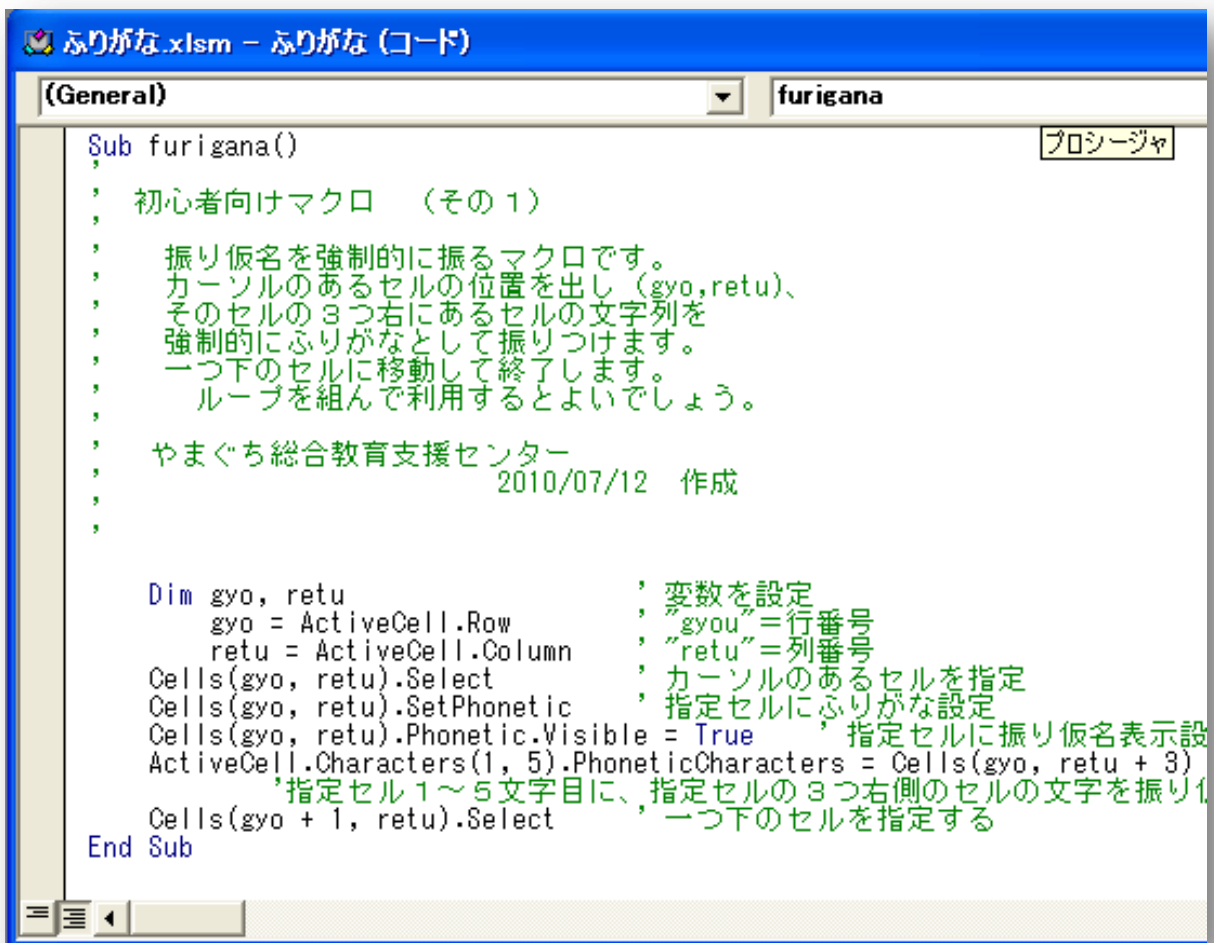 ふりがな.xlsm - ふりがな (コード)
(General) furigana
プロシージャ
Sub furigana()
'
' 初心者向けマクロ （その１）
'
' 振り仮名を強制的に振るマクロです。
' カーソルのあるセルの位置を出し（gyo,retu)、
' そのセルの３つ右にあるセルの文字列を
' 強制的にふりがなとして振りつけます。
' 一つ下のセルに移動して終了します。
' ループを組んで利用するとよいでしょう。
'
' やまぐち総合教育支援センター
' 2010/07/12 作成
'
'
Dim gyo, retu ' 変数を設定
gyo = ActiveCell.Row ' "gyou"＝行番号
retu = ActiveCell.Column ' "retu"＝列番号
Cells(gyo, retu).Select ' カーソルのあるセルを指定
Cells(gyo, retu).SetPhonetic ' 指定セルにふりがな設定
Cells(gyo, retu).Phonetic.Visible = True ' 指定セルに振り仮名表示設
ActiveCell.Characters(1, 5).PhoneticCharacters = Cells(gyo, retu + 3)
'指定セル１～５文字目に、指定セルの３つ右側のセルの文字を振り
Cells(gyo + 1, retu).Select ' 一つ下のセルを指定する
End Sub